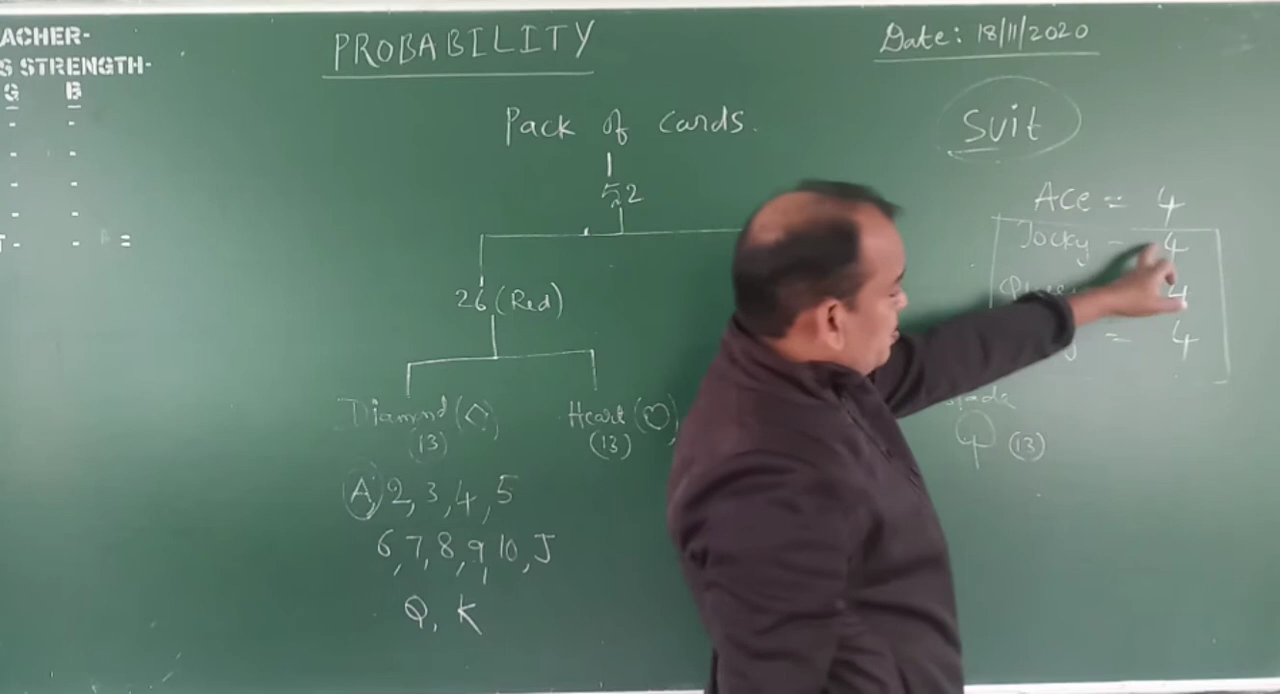 ACHER-
S STRENGTH-
G B
PROBABILITY
Date: 18/11/2020
Pack of cards.
52
Suit
Ace = 4
Jocky - 4
4
= 4
26 (Red)
Diamond (◇)
(13)
Heart (♡)
(13)
(13)
A, 2, 3, 4, 5
6, 7, 8, 9, 10, J
Q, K